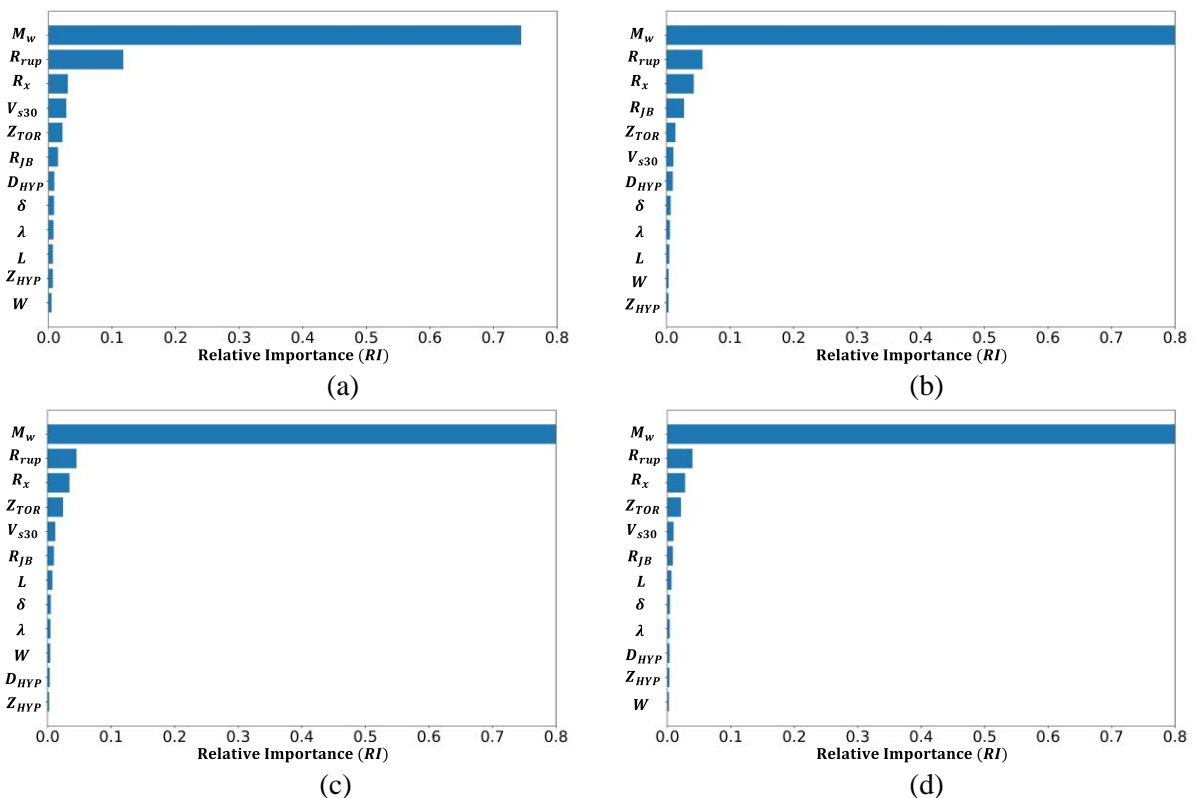 M_w
R_rup
R_x
V_s30
Z_TOR
R_JB
D_HYP
δ
λ
L
Z_HYP
W
0.0 0.1 0.2 0.3 0.4 0.5 0.6 0.7 0.8
Relative Importance (RI)
(a)
M_w
R_rup
R_x
R_JB
Z_TOR
V_s30
D_HYP
δ
λ
L
W
Z_HYP
0.0 0.1 0.2 0.3 0.4 0.5 0.6 0.7 0.8
Relative Importance (RI)
(b)
M_w
R_rup
R_x
Z_TOR
V_s30
R_JB
L
δ
λ
W
D_HYP
Z_HYP
0.0 0.1 0.2 0.3 0.4 0.5 0.6 0.7 0.8
Relative Importance (RI)
(c)
M_w
R_rup
R_x
Z_TOR
V_s30
R_JB
L
δ
λ
D_HYP
Z_HYP
W
0.0 0.1 0.2 0.3 0.4 0.5 0.6 0.7 0.8
Relative Importance (RI)
(d)